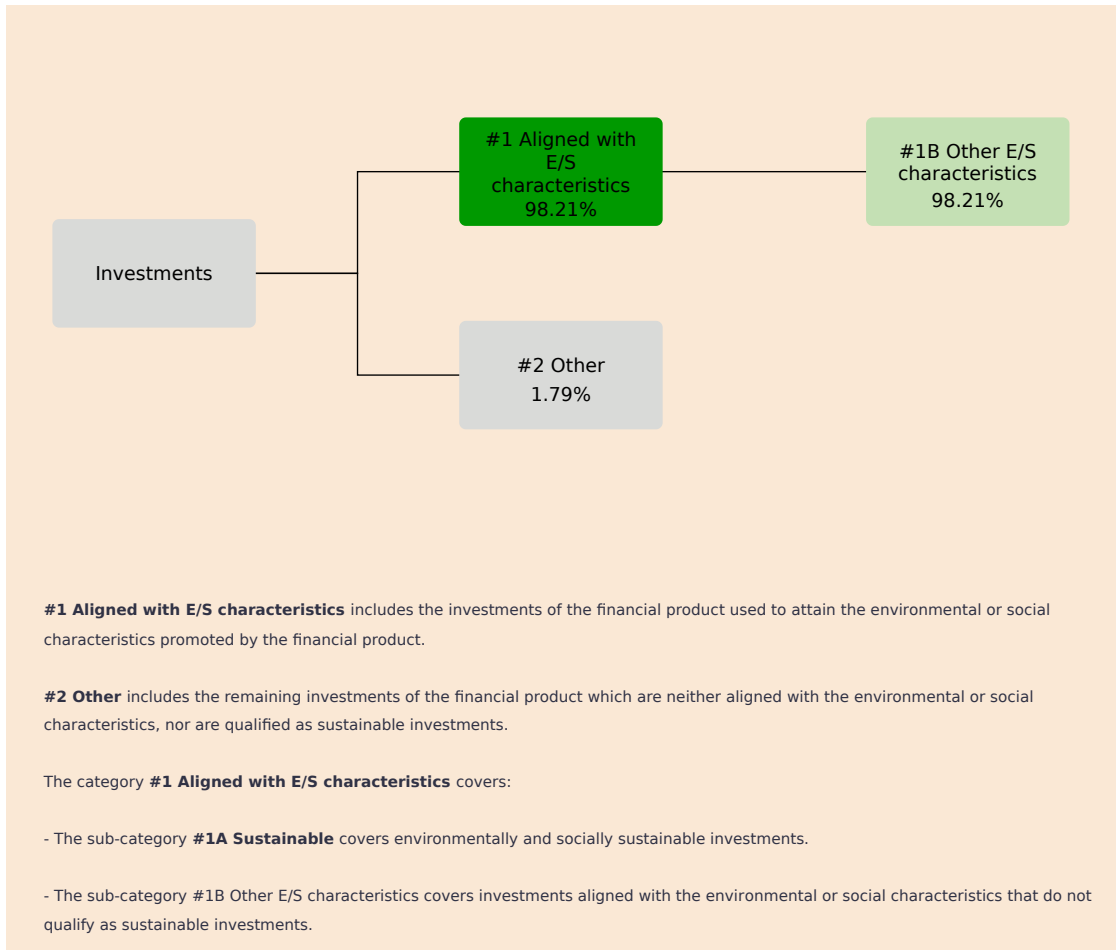 #1 Aligned with
E/S
characteristics
98.21%
#1B Other E/S
characteristics
98.21%
Investments
#2 Other
1.79%
#1 Aligned with E/S characteristics includes the investments of the financial product used to attain the environmental or social
characteristics promoted by the financial product.
#2 Other includes the remaining investments of the financial product which are neither aligned with the environmental or social
characteristics, nor are qualified as sustainable investments.
The category #1 Aligned with E/S characteristics covers:
- The sub-category #1A Sustainable covers environmentally and socially sustainable investments.
- The sub-category #1B Other E/S characteristics covers investments aligned with the environmental or social characteristics that do not
qualify as sustainable investments.